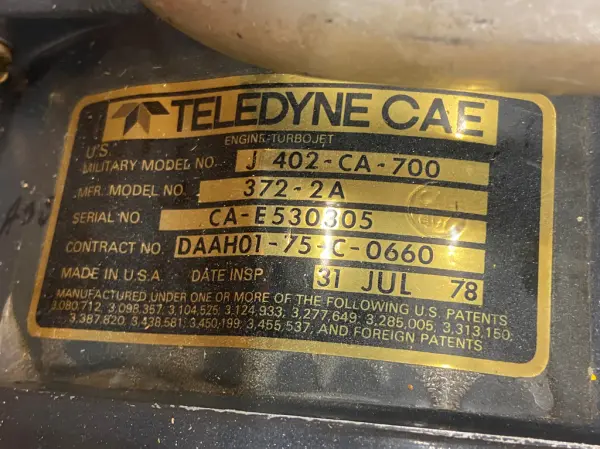 TELEDYNE CAE
ENGINE-TURBOJET
U.S.
MILITARY MODEL NO. J 402-CA-700
MFR. MODEL NO. 372-2A
SERIAL NO. CA-E530305
CONTRACT NO. DAAH01-75-C-0660
MADE IN U.S.A. DATE INSP. 31 JUL 78
MANUFACTURED UNDER ONE OR MORE OF THE FOLLOWING U.S. PATENTS
3,080,712, 3,098,357, 3,104,525, 3,124,933, 3,277,649, 3,285,005, 3,313,150,
3,387,820, 3,438,581, 3,450,199, 3,455,537, AND FOREIGN PATENTS